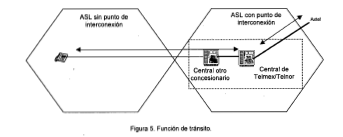 ASL sin punto de
interconexión
ASL con punto de
interconexión
Axtel
Central otro
concesionario
Central de
Telmex/Telnor
Figura 5. Función de tránsito.